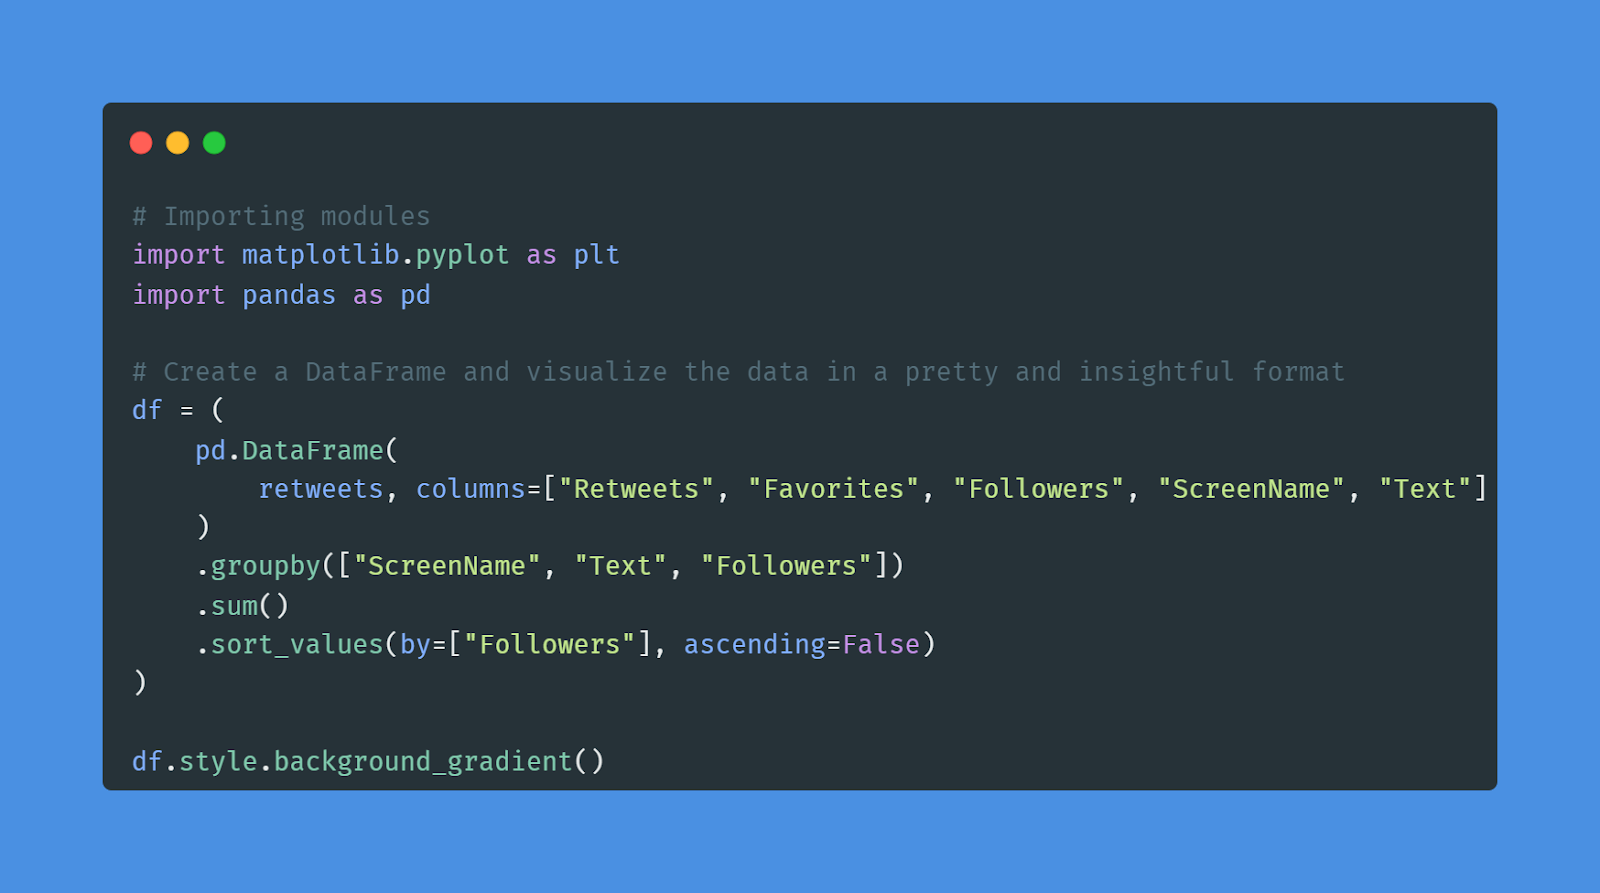 # Importing modules
import matplotlib.pyplot as plt
import pandas as pd
# Create a DataFrame and visualize the data in a pretty and insightful format
df = (
    pd.DataFrame(
        retweets, columns=["Retweets", "Favorites", "Followers", "ScreenName", "Text"]
    )
    .groupby(["ScreenName", "Text", "Followers"])
    .sum()
    .sort_values(by=["Followers"], ascending=False)
)
df.style.background_gradient()